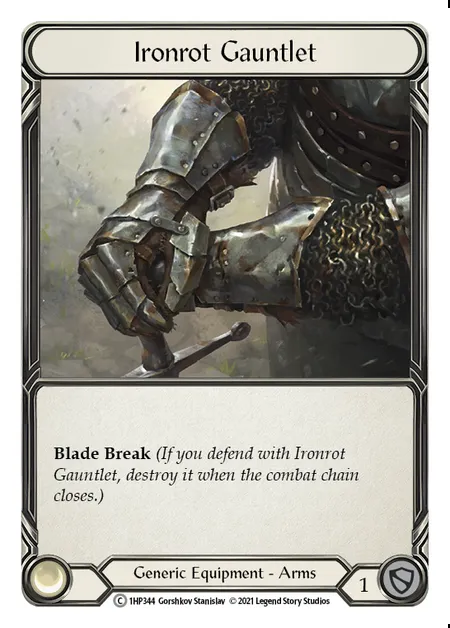 Ironrot Gauntlet
Blade Break (If you defend with Ironrot
Gauntlet, destroy it when the combat chain
closes.)
Generic Equipment - Arms
1
C 1HP344 Gorshkov Stanislav © 2021 Legend Story Studios